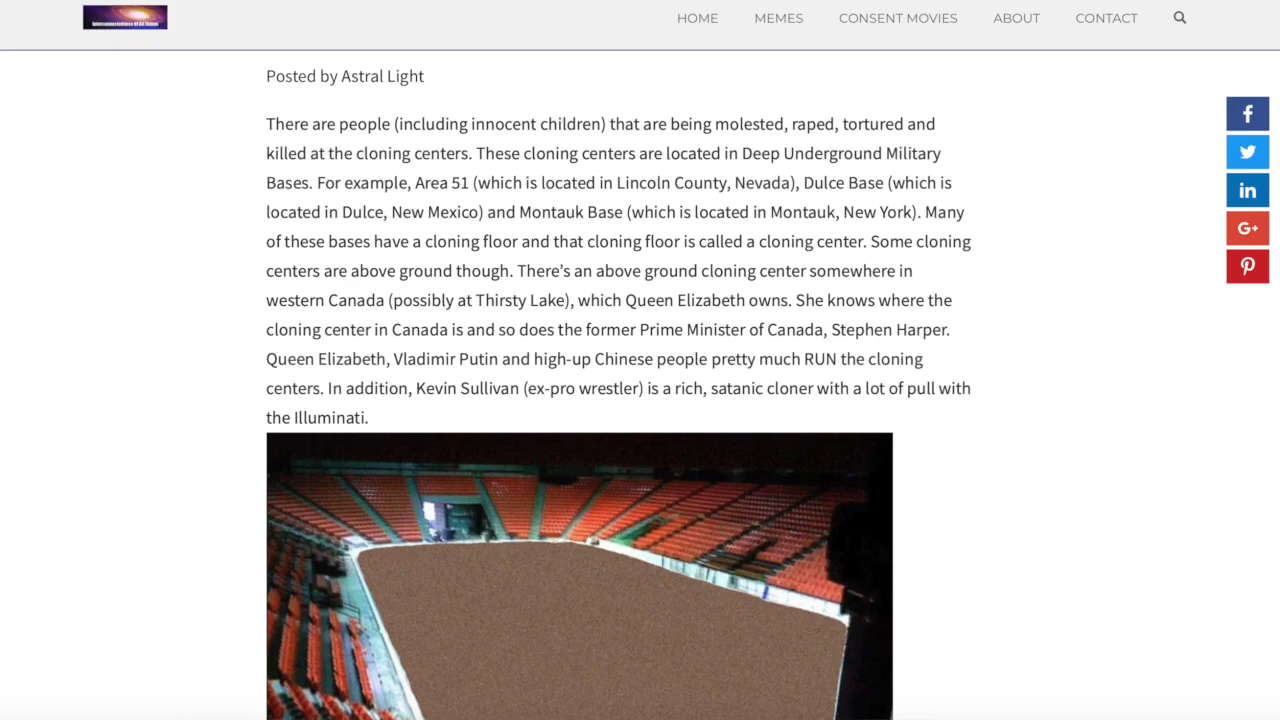 Interconnectedness Of All Things
HOME
MEMES
CONSENT MOVIES
ABOUT
CONTACT
Posted by Astral Light
There are people (including innocent children) that are being molested, raped, tortured and
killed at the cloning centers. These cloning centers are located in Deep Underground Military
Bases. For example, Area 51 (which is located in Lincoln County, Nevada), Dulce Base (which is
located in Dulce, New Mexico) and Montauk Base (which is located in Montauk, New York). Many
of these bases have a cloning floor and that cloning floor is called a cloning center. Some cloning
centers are above ground though. There’s an above ground cloning center somewhere in
western Canada (possibly at Thirsty Lake), which Queen Elizabeth owns. She knows where the
cloning center in Canada is and so does the former Prime Minister of Canada, Stephen Harper.
Queen Elizabeth, Vladimir Putin and high-up Chinese people pretty much RUN the cloning
centers. In addition, Kevin Sullivan (ex-pro wrestler) is a rich, satanic cloner with a lot of pull with
the Illuminati.
f
in
G+